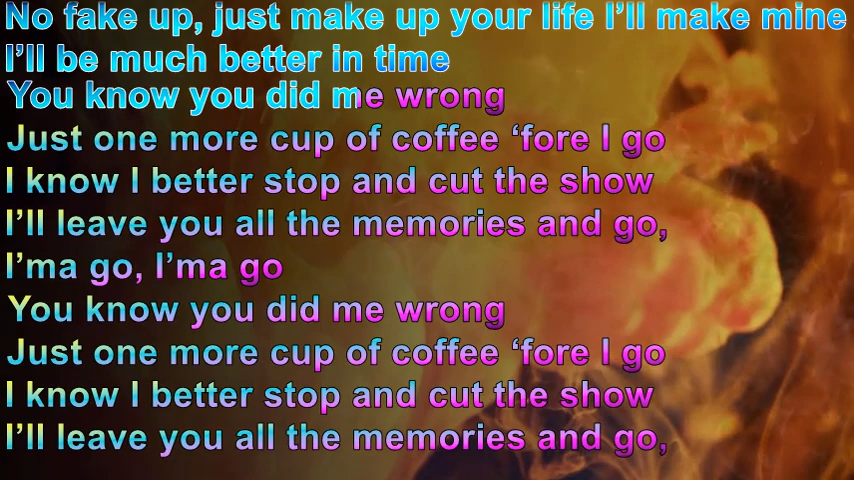 No fake up, just make up your life I’ll make mine
I’ll be much better in time
You know you did me wrong
Just one more cup of coffee ‘fore I go
I know I better stop and cut the show
I’ll leave you all the memories and go,
I’ma go, I’ma go
You know you did me wrong
Just one more cup of coffee ‘fore I go
I know I better stop and cut the show
I’ll leave you all the memories and go,